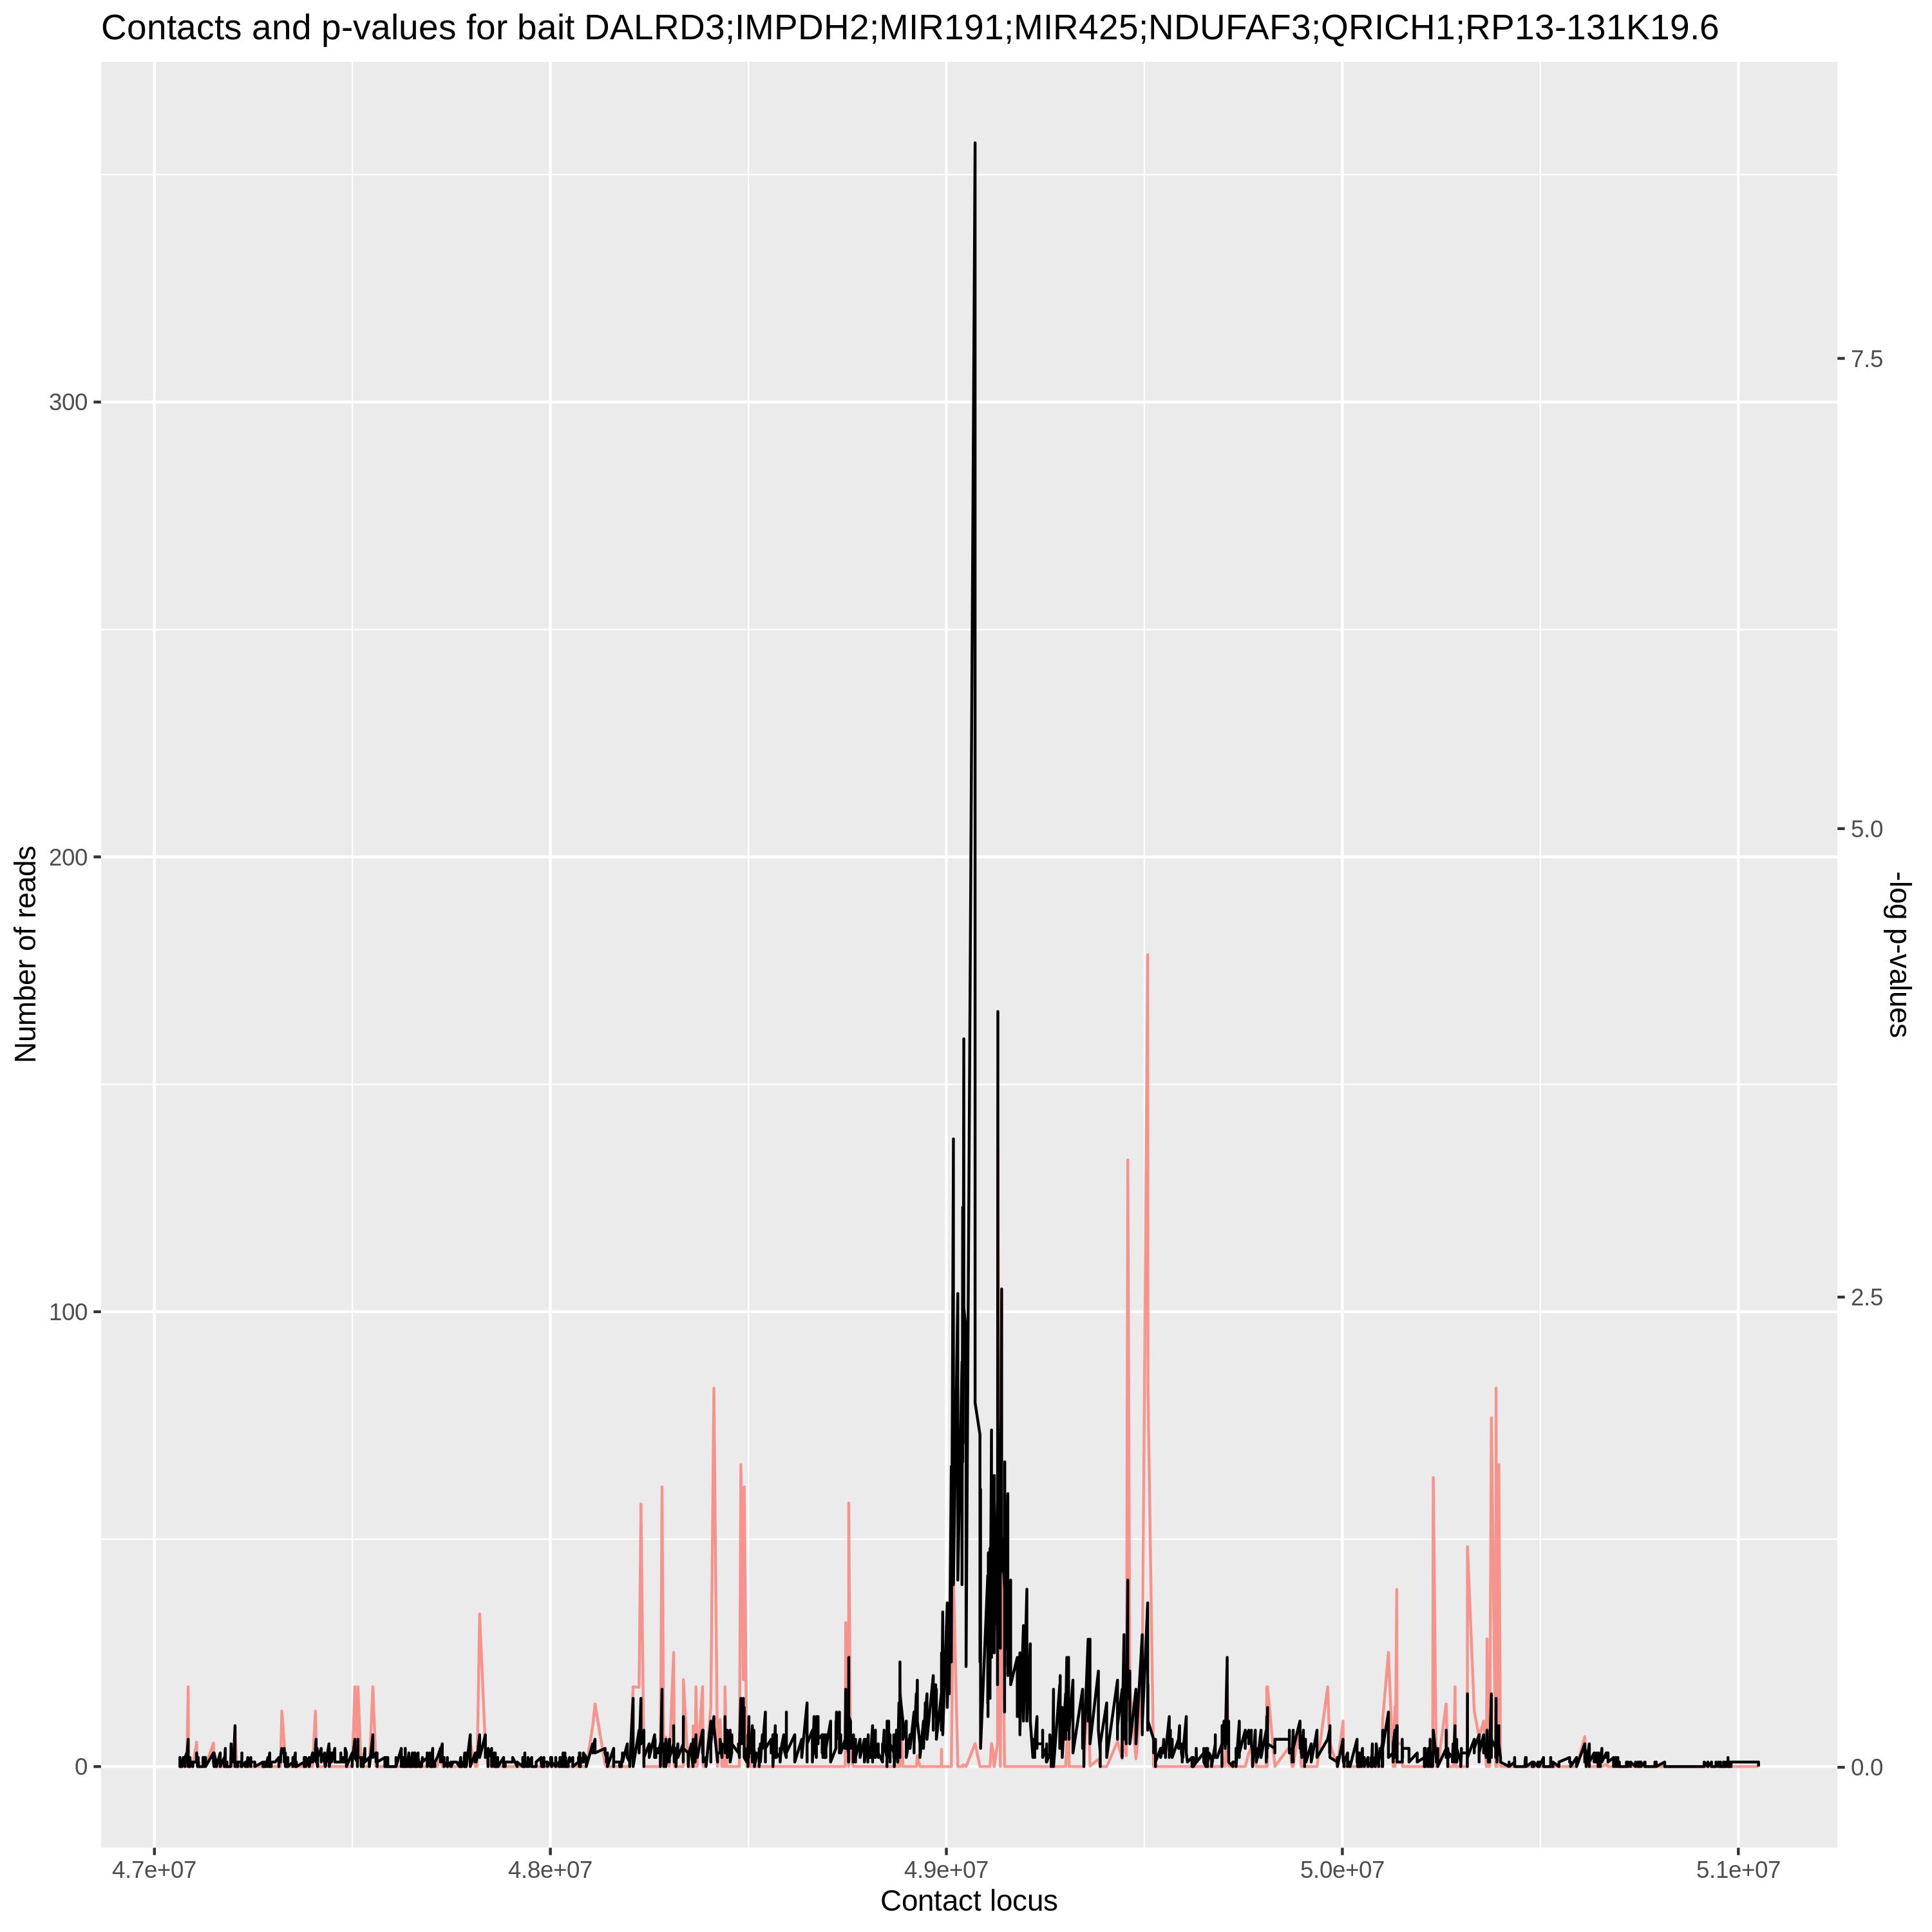 Contacts and p-values for bait DALRD3;IMPDH2;MIR191;MIR425;NDUFAF3;QRICH1;RP13-131K19.6
Number of reads
300
200
100
0
7.5
5.0
2.5
0.0
-log p-values
4.7e+07 4.8e+07 4.9e+07 5.0e+07 5.1e+07
Contact locus